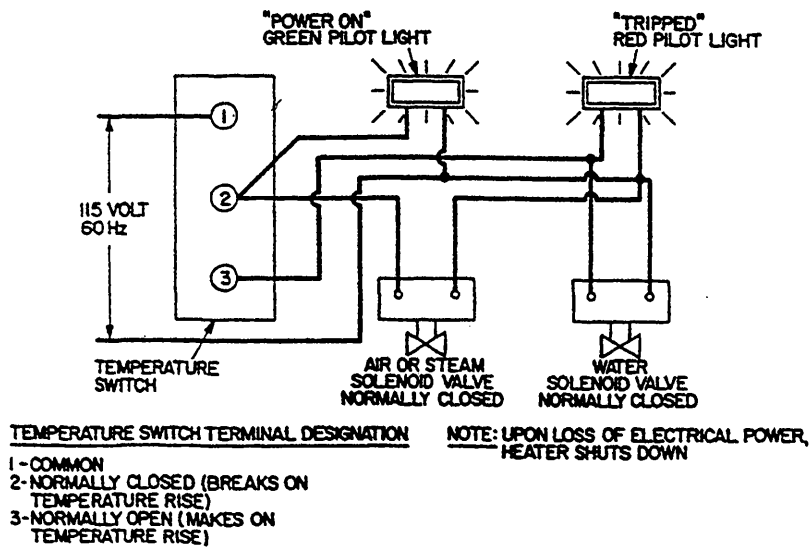 "POWER ON"
GREEN PILOT LIGHT
"TRIPPED"
RED PILOT LIGHT
1
2
3
115 VOLT
60 Hz
TEMPERATURE
SWITCH
AIR OR STEAM
SOLENOID VALVE
NORMALLY CLOSED
WATER
SOLENOID VALVE
NORMALLY CLOSED
TEMPERATURE SWITCH TERMINAL DESIGNATION
1-COMMON
2-NORMALLY CLOSED (BREAKS ON
TEMPERATURE RISE)
3-NORMALLY OPEN (MAKES ON
TEMPERATURE RISE)
NOTE: UPON LOSS OF ELECTRICAL POWER,
HEATER SHUTS DOWN